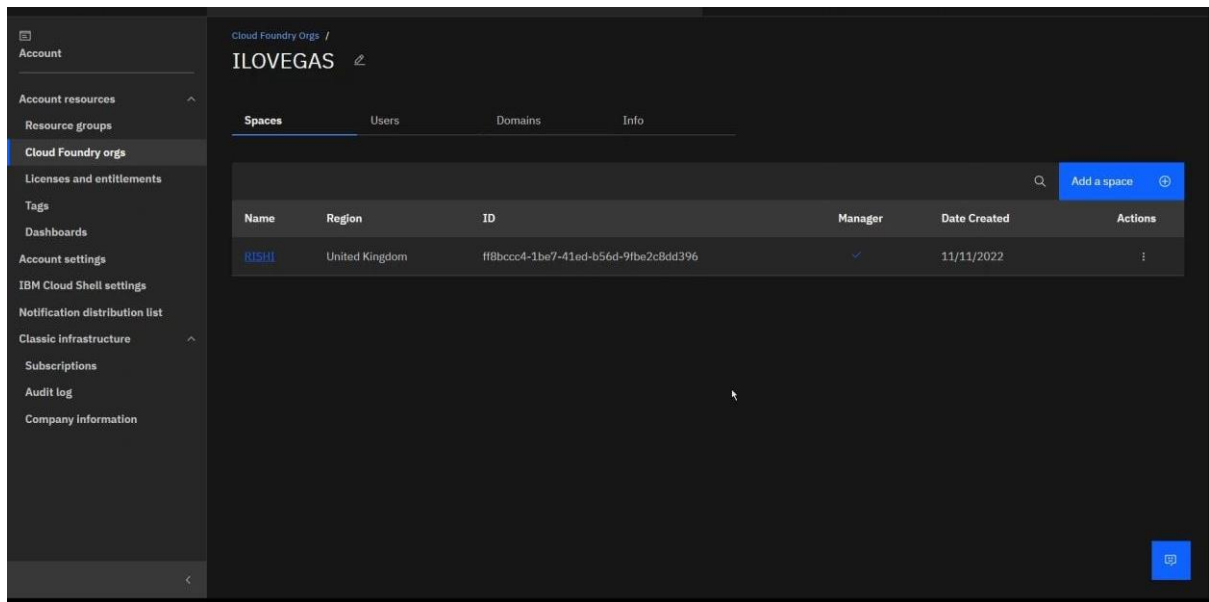 Account
Account resources
Resource groups
Cloud Foundry orgs
Licenses and entitlements
Tags
Dashboards
Account settings
IBM Cloud Shell settings
Notification distribution list
Classic infrastructure
Subscriptions
Audit log
Company information
Cloud Foundry Orgs /
ILOVEGAS
Spaces Users Domains Info
Add a space
Name Region ID Manager Date Created Actions
RISHI United Kingdom ff8bccc4-1be7-41ed-b56d-9fbe2c8dd396 11/11/2022